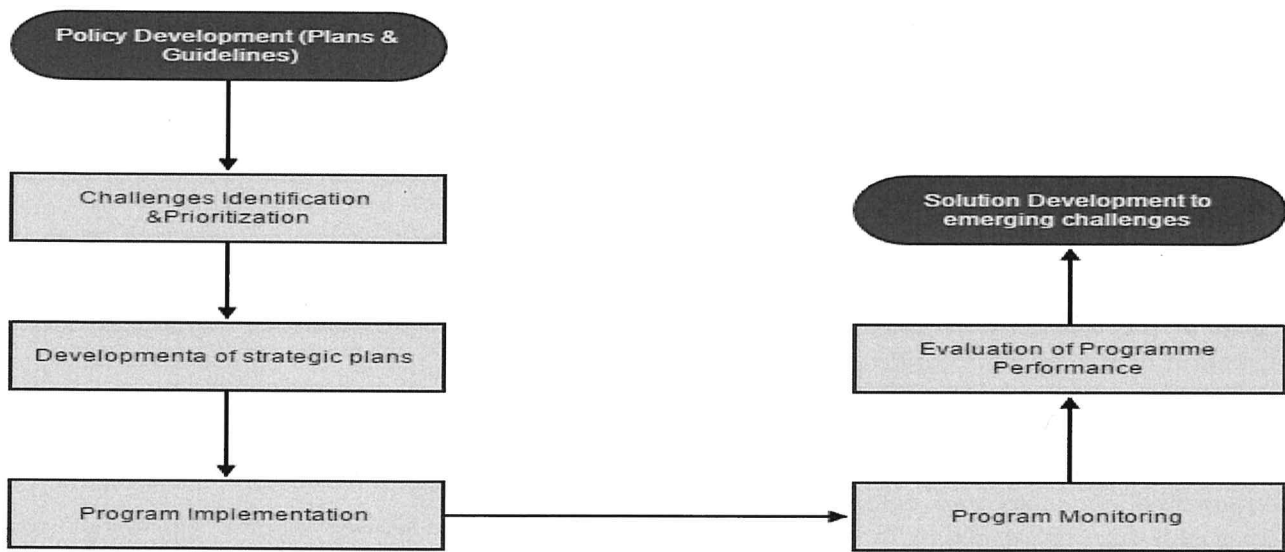 Policy Development (Plans &
Guidelines)
Challenges Identification
&Prioritization
Developmenta of strategic plans
Program Implementation
Program Monitoring
Evaluation of Programme
Performance
Solution Development to
emerging challenges